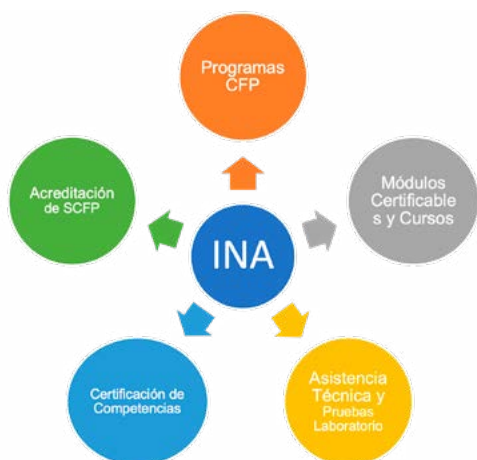 Programas
CFP
Acreditación
de SCFP
Módulos
Certificable
s y Cursos
INA
Certificación de
Competencias
Asistencia
Técnica y
Pruebas
Laboratorio